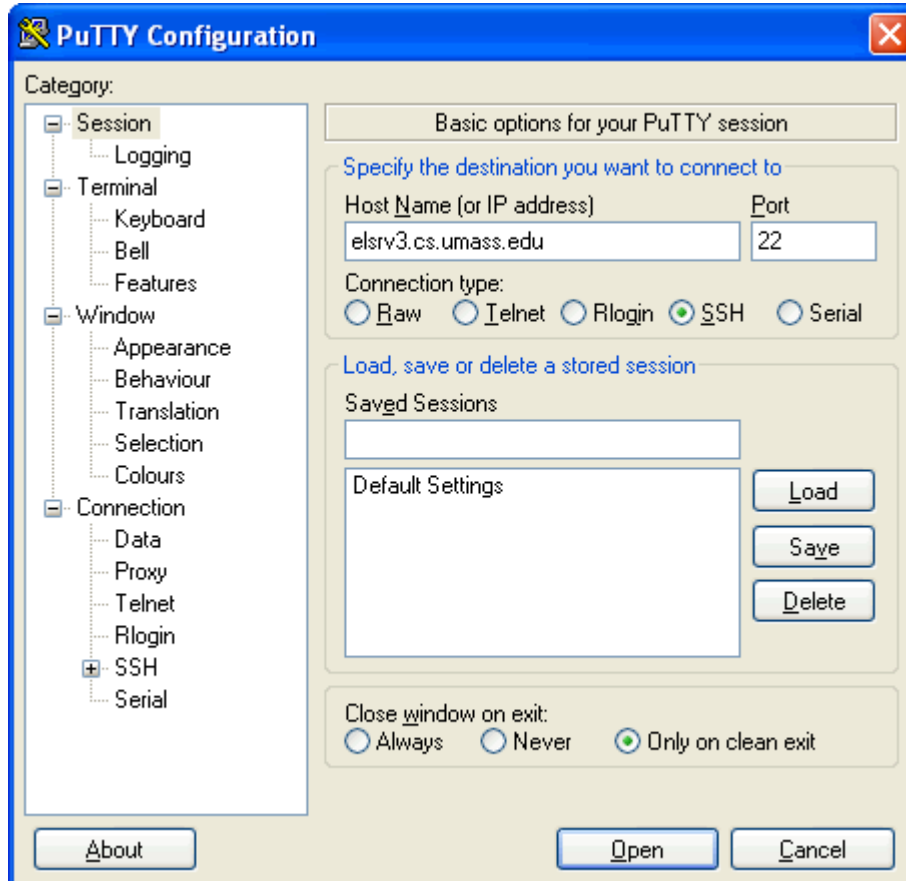 PuTTY Configuration
Category:
Session
Logging
Terminal
Keyboard
Bell
Features
Window
Appearance
Behaviour
Translation
Selection
Colours
Connection
Data
Proxy
Telnet
Rlogin
SSH
Serial
Basic options for your PuTTY session
Specify the destination you want to connect to
Host Name (or IP address) Port
elsrv3.cs.umass.edu 22
Connection type:
Raw Telnet Rlogin SSH Serial
Load, save or delete a stored session
Saved Sessions
Default Settings
Load
Save
Delete
Close window on exit:
Always Never Only on clean exit
About Open Cancel